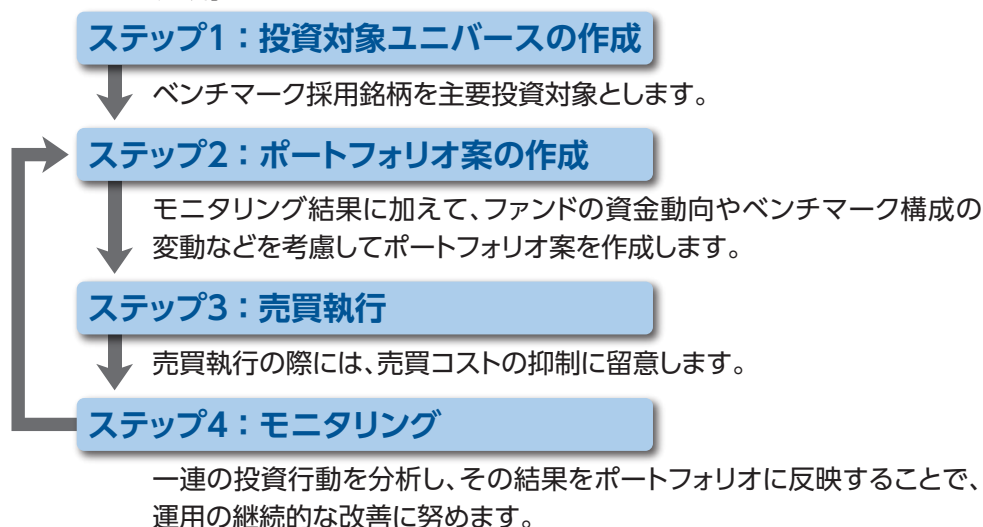 ステップ1：投資対象ユニバースの作成
ベンチマーク採用銘柄を主要投資対象とします。
ステップ2：ポートフォリオ案の作成
モニタリング結果に加えて、ファンドの資金動向やベンチマーク構成の
変動などを考慮してポートフォリオ案を作成します。
ステップ3：売買執行
売買執行の際には、売買コストの抑制に留意します。
ステップ4：モニタリング
一連の投資行動を分析し、その結果をポートフォリオに反映することで、
運用の継続的な改善に努めます。